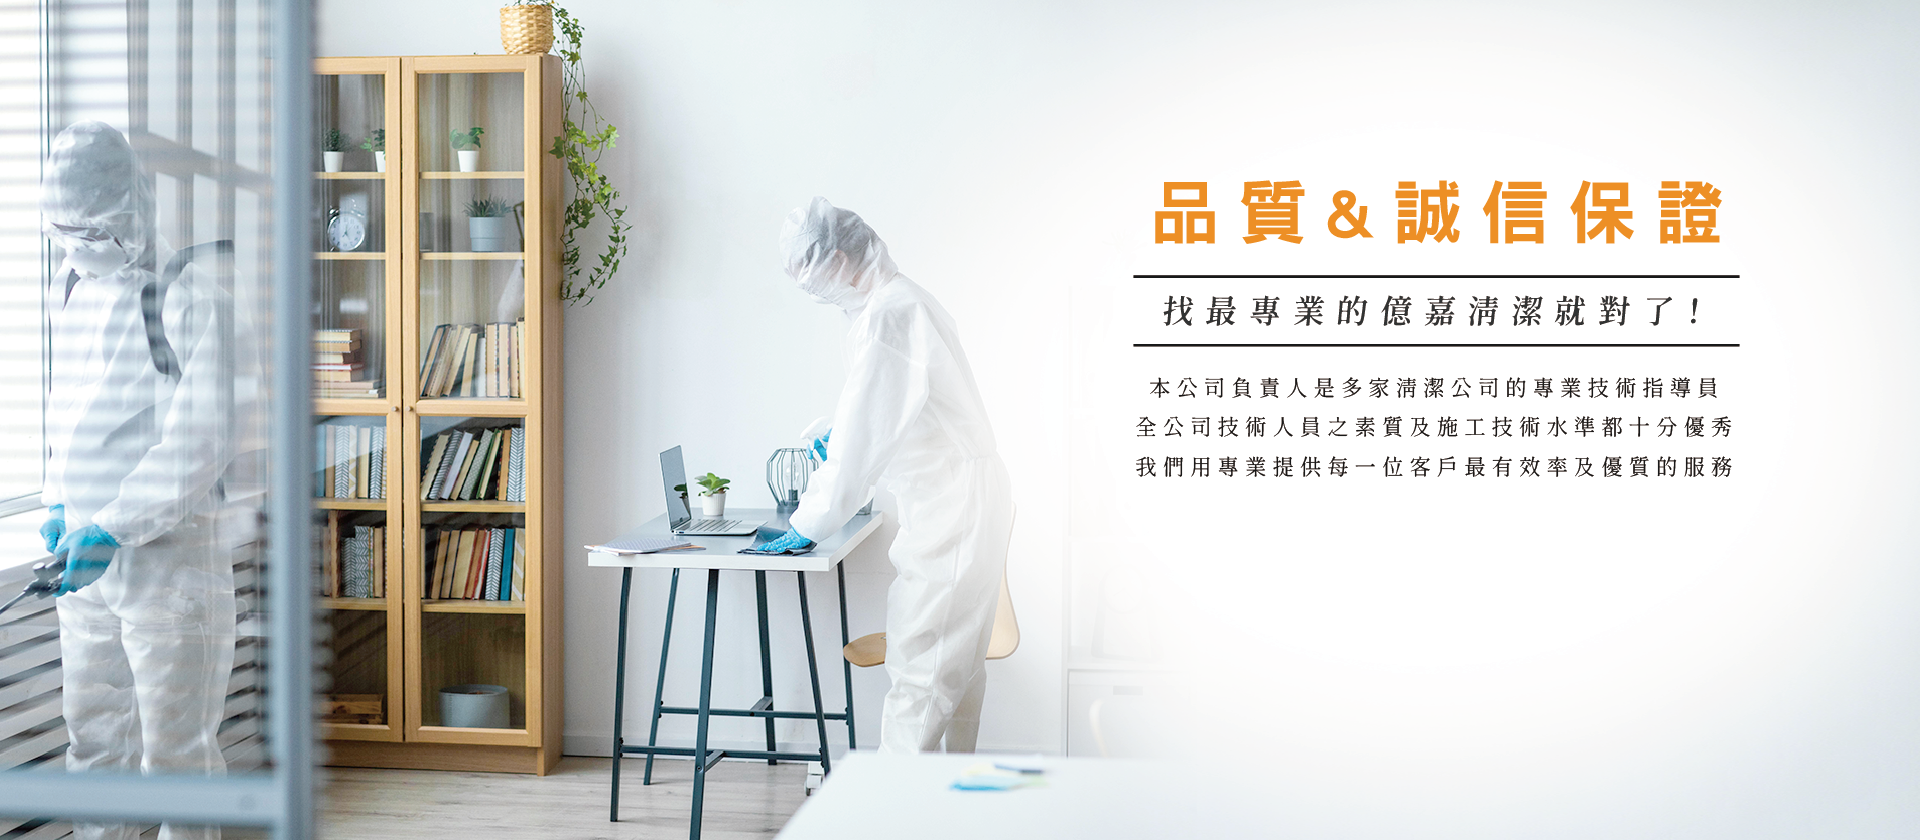 品質&誠信保證
找最專業的億嘉清潔就對了!
本公司負責人是多家清潔公司的專業技術指導員
全公司技術人員之素質及施工技術水準都十分優秀
我們用專業提供每一位客戶最有效率及優質的服務